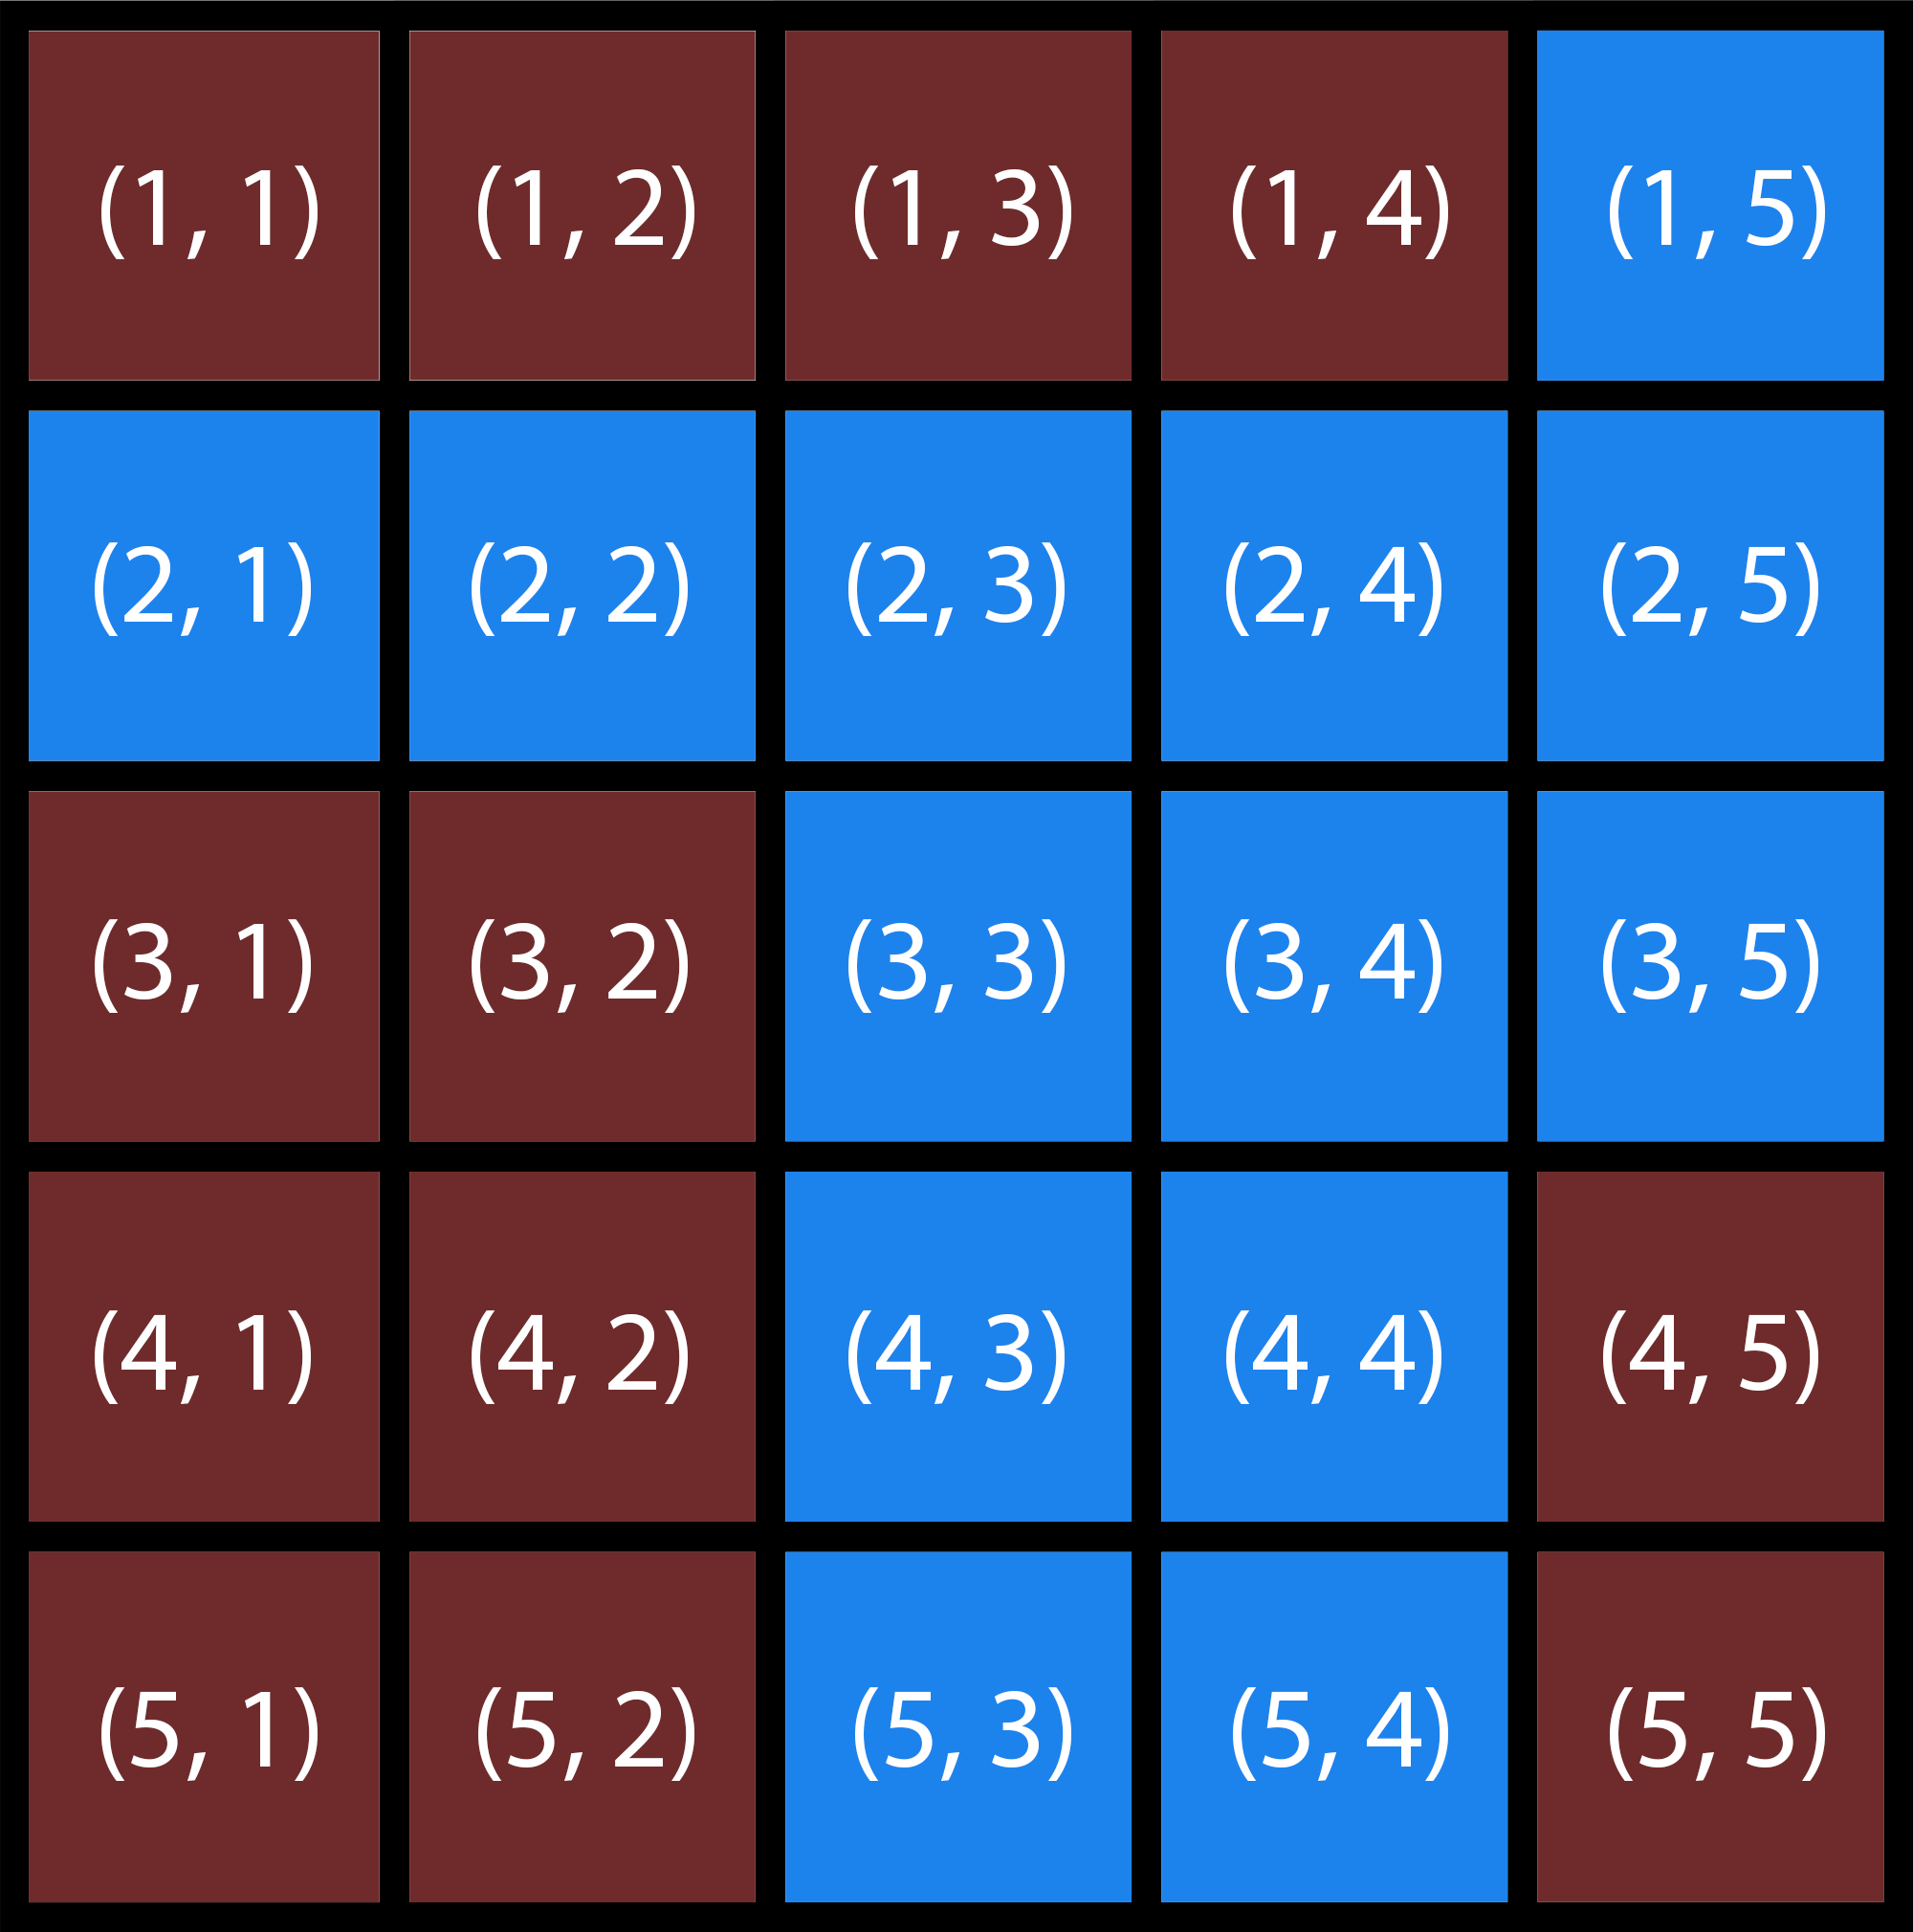 (1, 1) (1, 2) (1, 3) (1, 4) (1, 5)
(2, 1) (2, 2) (2, 3) (2, 4) (2, 5)
(3, 1) (3, 2) (3, 3) (3, 4) (3, 5)
(4, 1) (4, 2) (4, 3) (4, 4) (4, 5)
(5, 1) (5, 2) (5, 3) (5, 4) (5, 5)